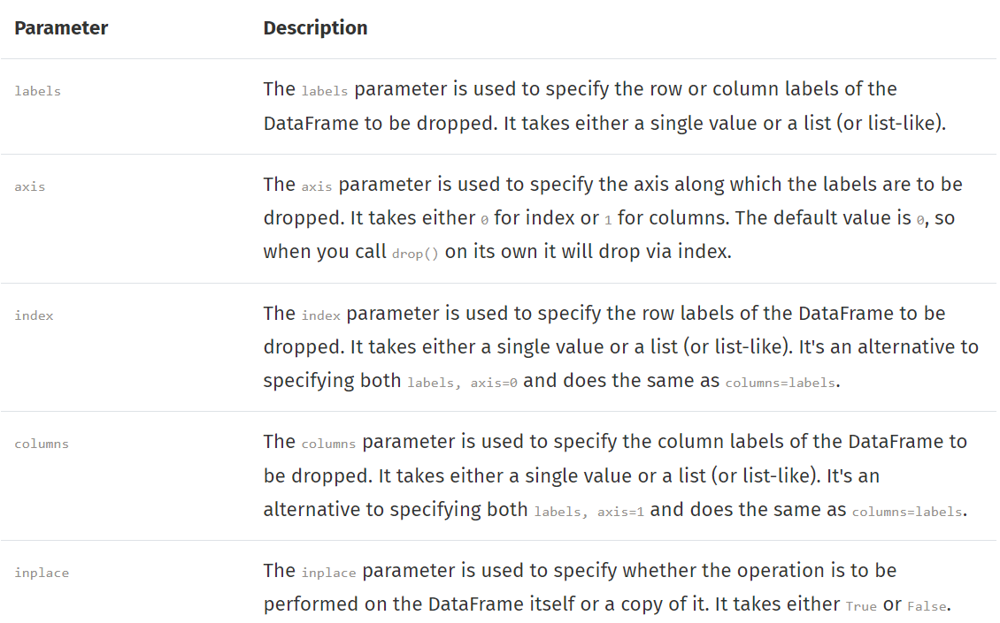 Parameter Description
labels The labels parameter is used to specify the row or column labels of the
DataFrame to be dropped. It takes either a single value or a list (or list-like).
axis The axis parameter is used to specify the axis along which the labels are to be
dropped. It takes either 0 for index or 1 for columns. The default value is 0, so
when you call drop() on its own it will drop via index.
index The index parameter is used to specify the row labels of the DataFrame to be
dropped. It takes either a single value or a list (or list-like). It's an alternative to
specifying both labels, axis=0 and does the same as columns=labels.
columns The columns parameter is used to specify the column labels of the DataFrame to
be dropped. It takes either a single value or a list (or list-like). It's an
alternative to specifying both labels, axis=1 and does the same as columns=labels.
inplace The inplace parameter is used to specify whether the operation is to be
performed on the DataFrame itself or a copy of it. It takes either True or False.